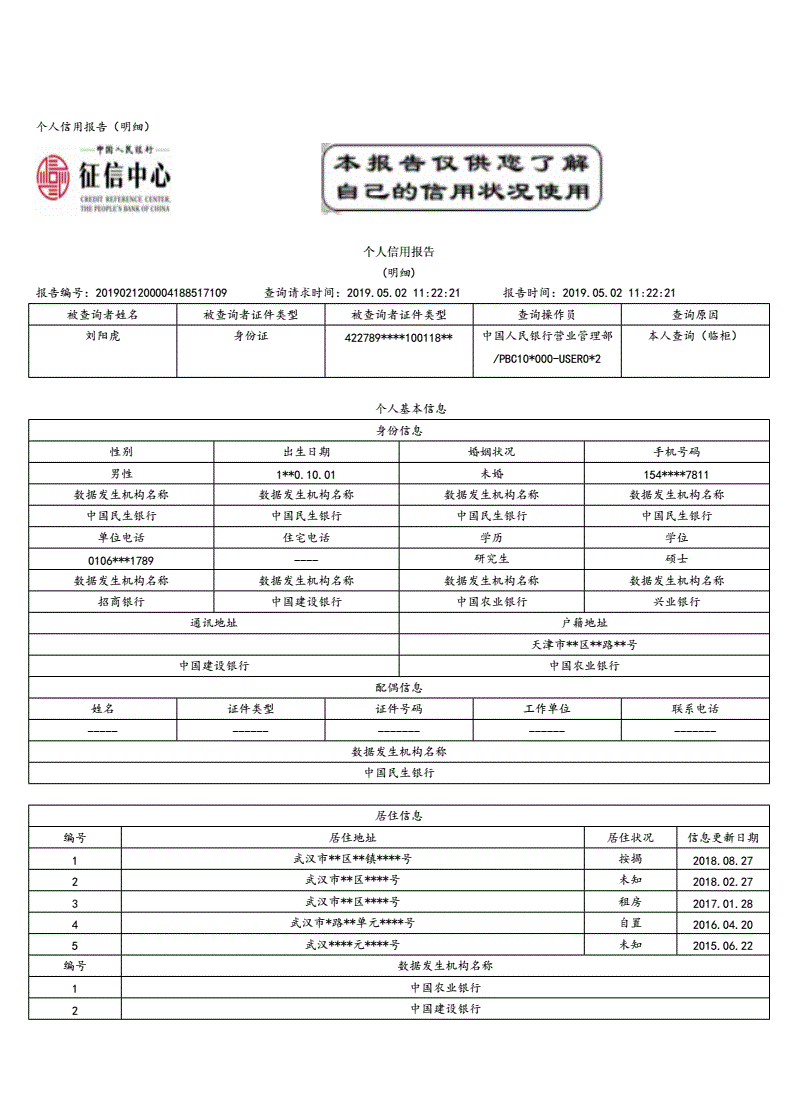 个人信用报告（明细）
中国人民银行
征信中心
CREDIT REFERENCE CENTER,
THE PEOPLE'S BANK OF CHINA
本报告仅供您了解
自己的信用状况使用
个人信用报告
(明细)
报告编号：2019021200004188517109 查询请求时间：2019.05.02 11:22:21 报告时间：2019.05.02 11:22:21
被查询者姓名 被查询者证件类型 被查询者证件类型 查询操作员 查询原因
刘阳虎 身份证 422789****100118** 中国人民银行营业管理部 本人查询（临柜）
/PBC10*000-USER0*2
个人基本信息
身份信息
性别 出生日期 婚姻状况 手机号码
男性 1**0.10.01 未婚 154****7811
数据发生机构名称 数据发生机构名称 数据发生机构名称 数据发生机构名称
中国民生银行 中国民生银行 中国民生银行 中国民生银行
单位电话 住宅电话 学历 学位
0106***1789 ---- 研究生 硕士
数据发生机构名称 数据发生机构名称 数据发生机构名称 数据发生机构名称
招商银行 中国建设银行 中国农业银行 兴业银行
通讯地址 户籍地址
天津市**区**路**号
中国建设银行 中国农业银行
配偶信息
姓名 证件类型 证件号码 工作单位 联系电话
----- ------ ------- ------ -------
数据发生机构名称
中国民生银行
居住信息
编号 居住地址 居住状况 信息更新日期
1 武汉市**区**镇****号 按揭 2018.08.27
2 武汉市**区****号 未知 2018.02.27
3 武汉市**区****号 租房 2017.01.28
4 武汉市*路**单元****号 自置 2016.04.20
5 武汉****元****号 未知 2015.06.22
编号 数据发生机构名称
1 中国农业银行
2 中国建设银行